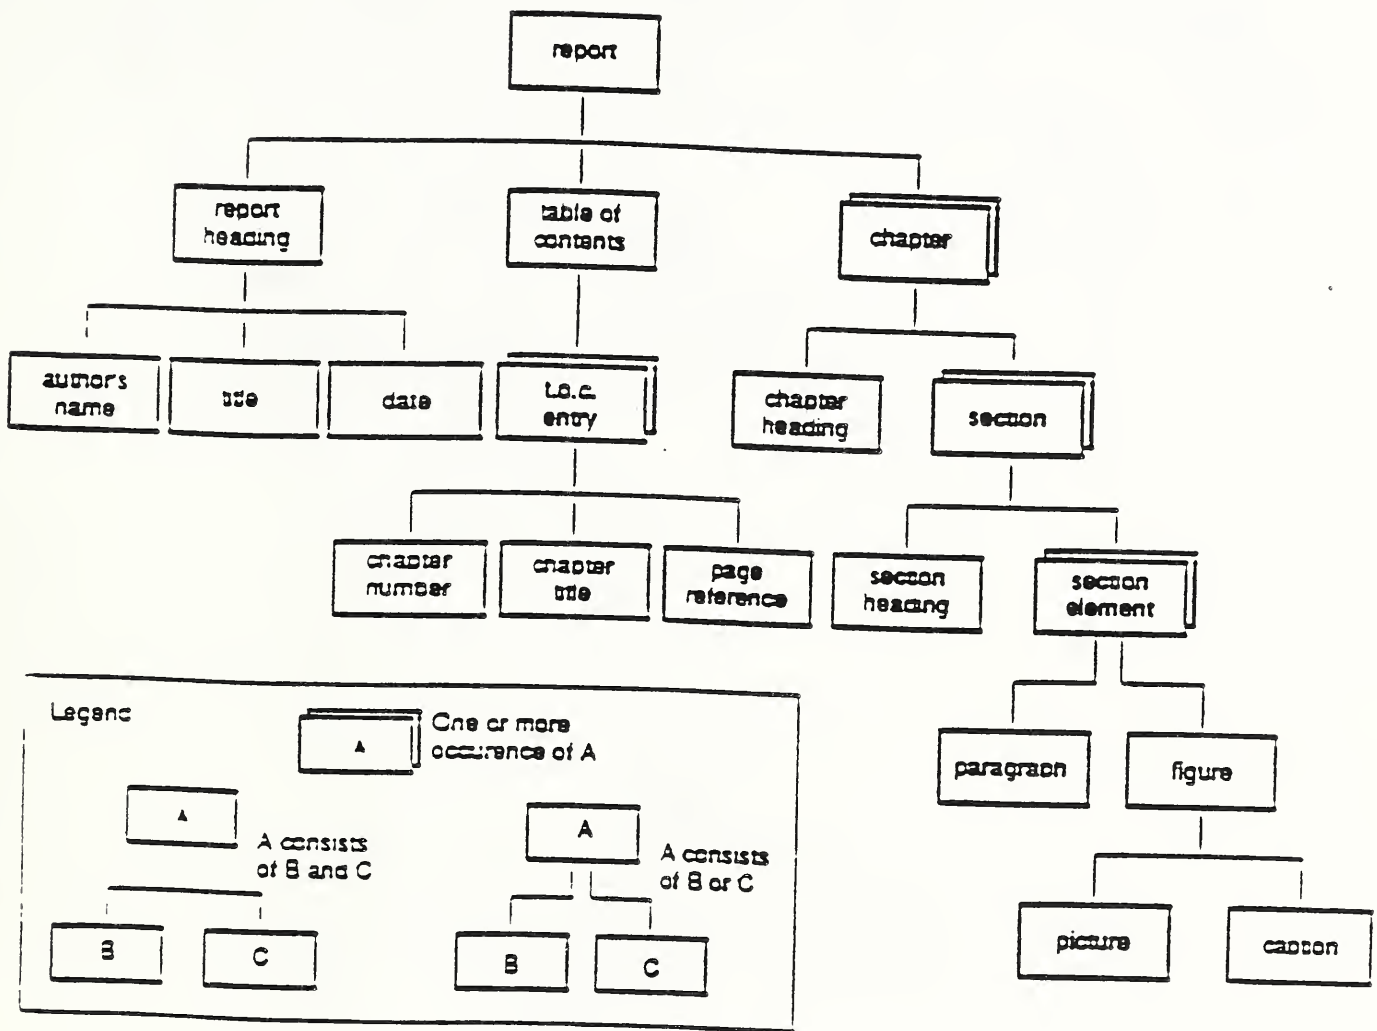 report
report
heading
table of
contents
chapter
author's
name
title
date
t.o.c.
entry
chapter
heading
section
chapter
number
chapter
title
page
reference
section
heading
section
element
paragraph
figure
picture
caption
Legend
A
One or more
occurence of A
A
A consists
of B and C
B
C
A
A consists
of B or C
B
C